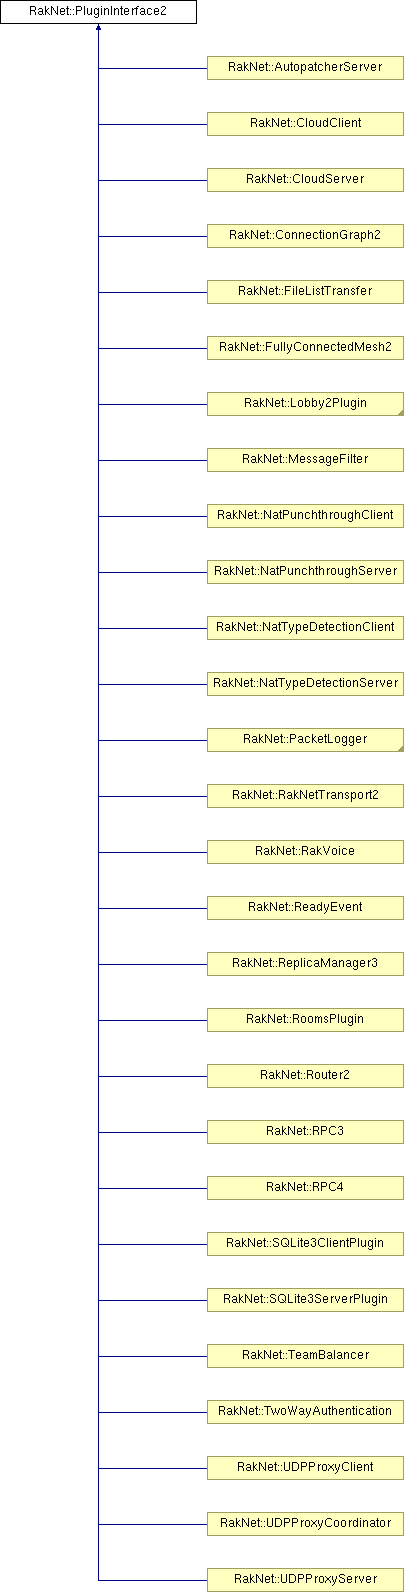 RakNet::PluginInterface2
RakNet::AutopatcherServer
RakNet::CloudClient
RakNet::CloudServer
RakNet::ConnectionGraph2
RakNet::FileListTransfer
RakNet::FullyConnectedMesh2
RakNet::Lobby2Plugin
RakNet::MessageFilter
RakNet::NatPunchthroughClient
RakNet::NatPunchthroughServer
RakNet::NatTypeDetectionClient
RakNet::NatTypeDetectionServer
RakNet::PacketLogger
RakNet::RakNetTransport2
RakNet::RakVoice
RakNet::ReadyEvent
RakNet::ReplicaManager3
RakNet::RoomsPlugin
RakNet::Router2
RakNet::RPC3
RakNet::RPC4
RakNet::SQLite3ClientPlugin
RakNet::SQLite3ServerPlugin
RakNet::TeamBalancer
RakNet::TwoWayAuthentication
RakNet::UDPProxyClient
RakNet::UDPProxyCoordinator
RakNet::UDPProxyServer